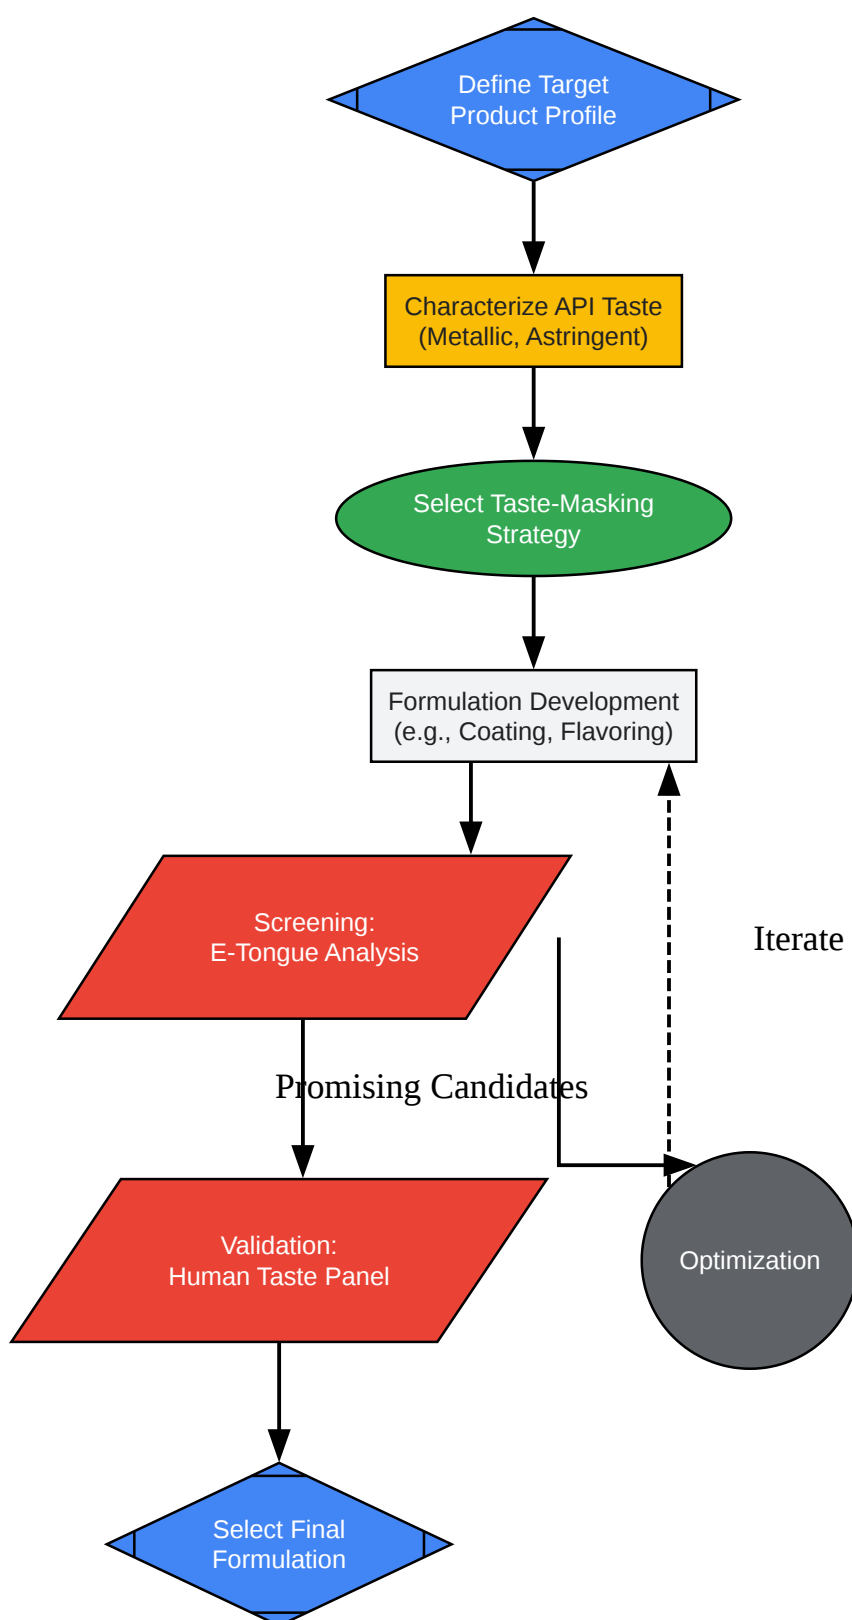 Define Target
Product Profile
Characterize API Taste
(Metallic, Astringent)
Select Taste-Masking
Strategy
Formulation Development
(e.g., Coating, Flavoring)
Screening:
E-Tongue Analysis
Iterate
Promising Candidates
Validation:
Human Taste Panel
Optimization
Select Final
Formulation